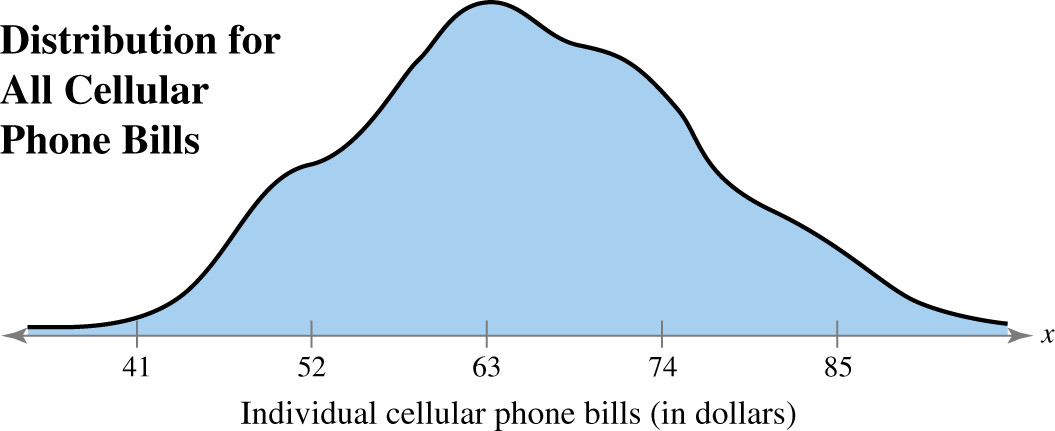 Distribution for
All Cellular
Phone Bills
x
41 52 63 74 85
Individual cellular phone bills (in dollars)